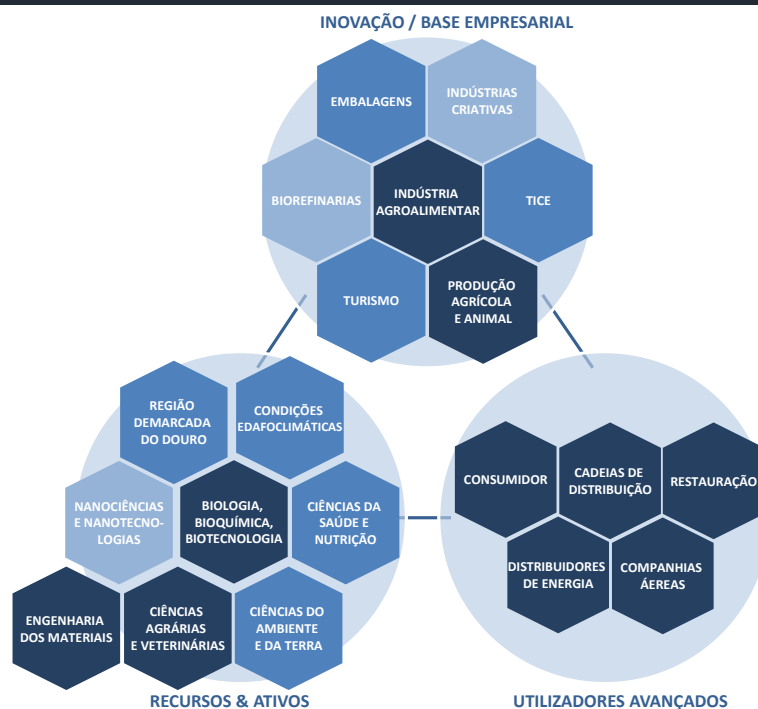 INOVAÇÃO / BASE EMPRESARIAL
EMBALAGENS
INDÚSTRIAS
CRIATIVAS
BIOREFINARIAS
INDÚSTRIA
AGROALIMENTAR
TICE
TURISMO
PRODUÇÃO
AGRÍCOLA
E ANIMAL
REGIÃO
DEMARCADA
DO DOURO
CONDIÇÕES
EDAFOCLIMÁTICAS
NANOCIÊNCIAS
E NANOTECNO-
LOGIAS
BIOLOGIA,
BIOQUÍMICA,
BIOTECNOLOGIA
CIÊNCIAS DA
SAÚDE E
NUTRIÇÃO
ENGENHARIA
DOS MATERIAIS
CIÊNCIAS
AGRÁRIAS
E VETERINÁRIAS
CIÊNCIAS DO
AMBIENTE
E DA TERRA
RECURSOS & ATIVOS
CONSUMIDOR
CADEIAS DE
DISTRIBUIÇÃO
RESTAURAÇÃO
DISTRIBUIDORES
DE ENERGIA
COMPANHIAS
ÁEREAS
UTILIZADORES AVANÇADOS